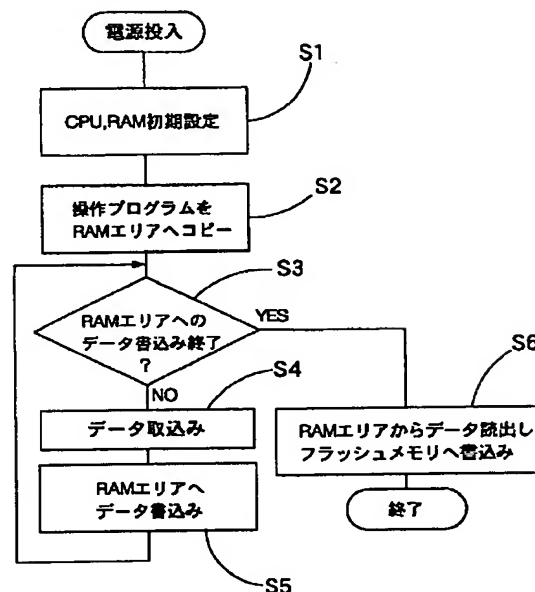 電源投入
S1
CPU,RAM初期設定
S2
操作プログラムを
RAMエリアへコピー
S3
RAMエリアへの
データ書込み終了
?
YES
NO
S4
データ取込み
RAMエリアへ
データ書込み
S5
S6
RAMエリアからデータ読出し
フラッシュメモリへ書込み
終了